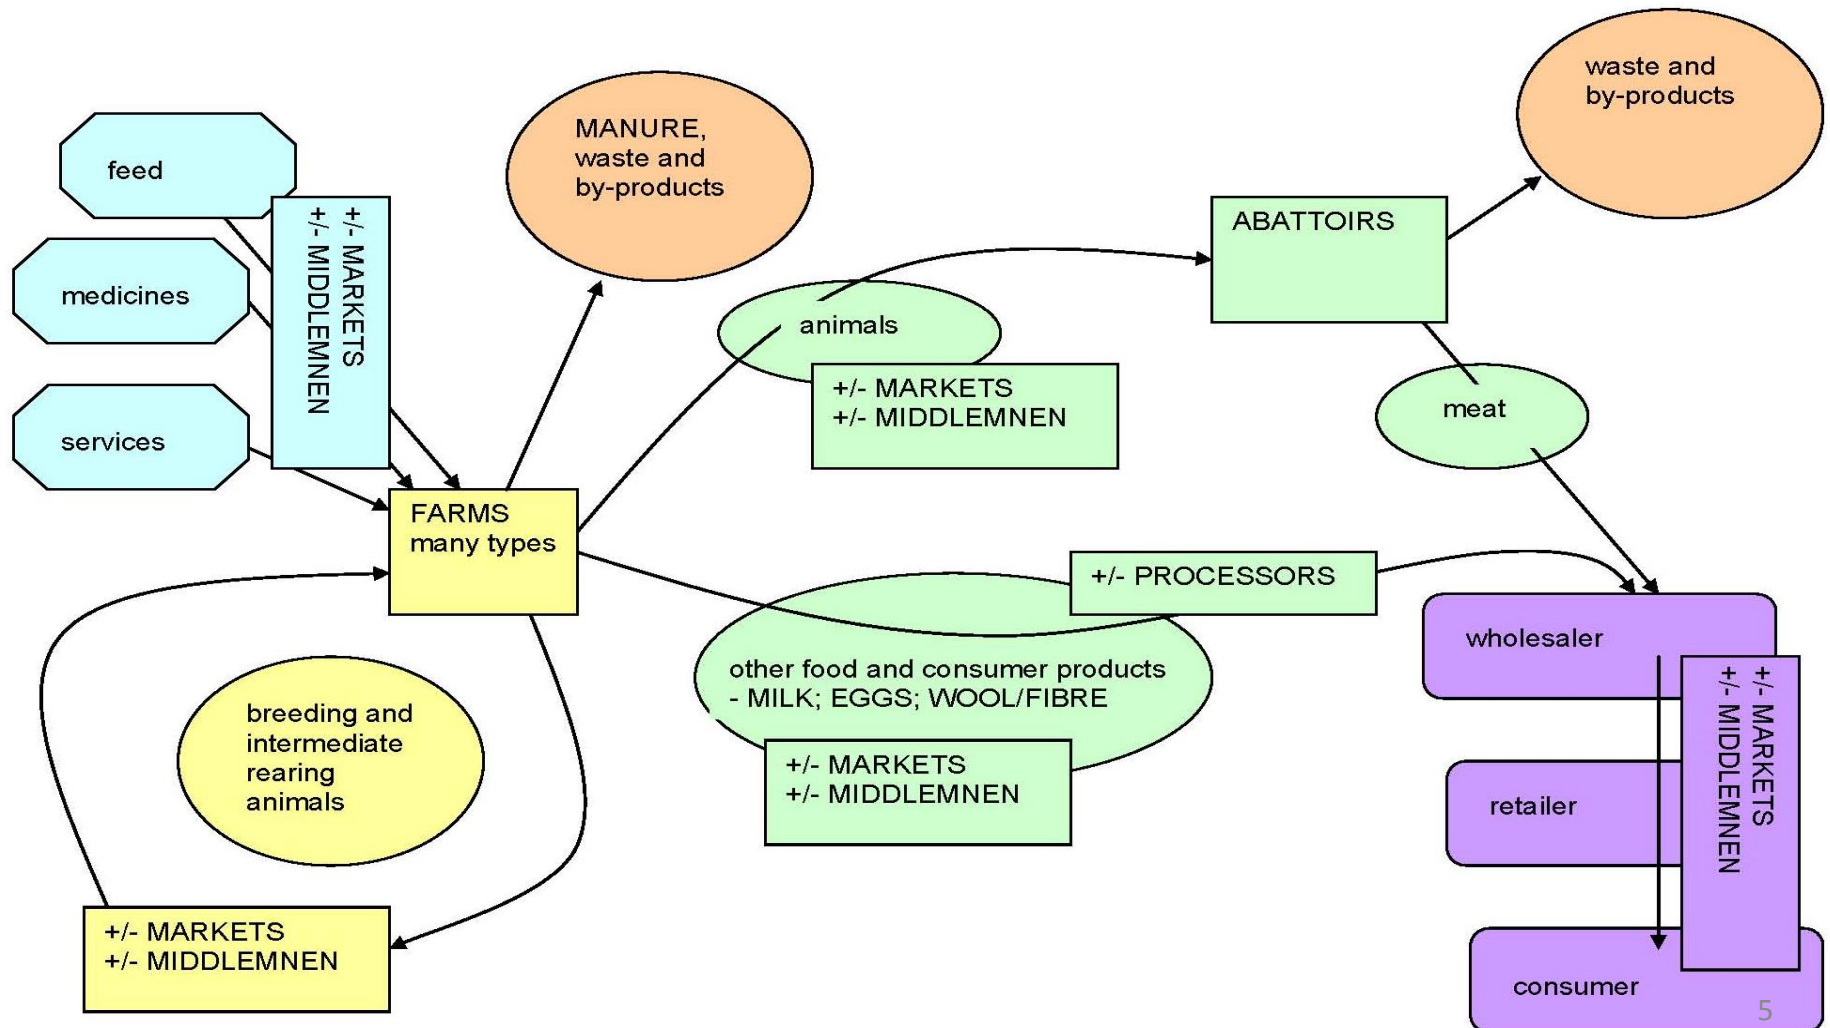 feed
medicines
services
+/- MARKETS
+/- MIDDLEMNEN
MANURE,
waste and
by-products
waste and
by-products
ABATTOIRS
animals
+/- MARKETS
+/- MIDDLEMNEN
meat
FARMS
many types
+/- PROCESSORS
other food and consumer products
- MILK; EGGS; WOOL/FIBRE
+/- MARKETS
+/- MIDDLEMNEN
breeding and
intermediate
rearing
animals
+/- MARKETS
+/- MIDDLEMNEN
wholesaler
retailer
consumer
+/- MARKETS
+/- MIDDLEMNEN
5